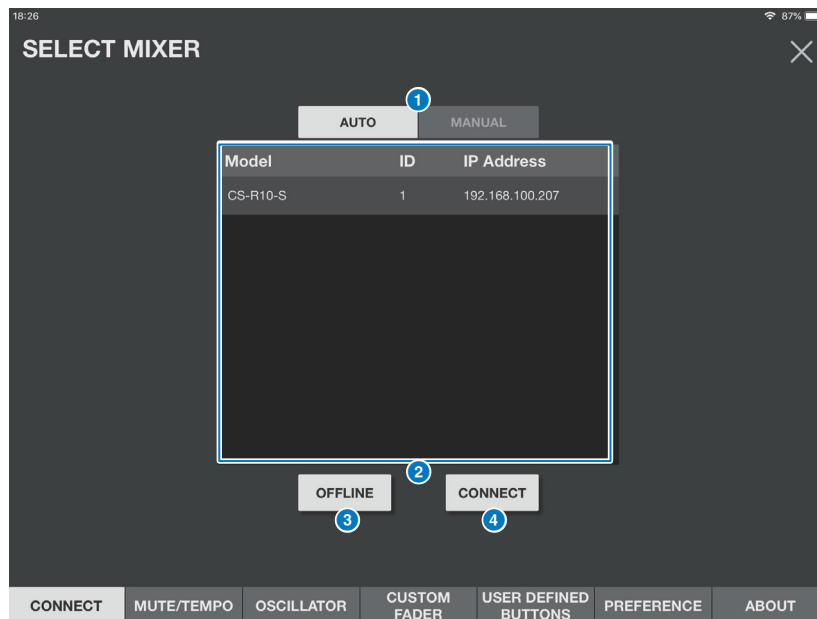 18:26
87%
SELECT MIXER
1
AUTO
MANUAL
Model ID IP Address
CS-R10-S 1 192.168.100.207
2
OFFLINE
CONNECT
3
4
CONNECT
MUTE/TEMPO
OSCILLATOR
CUSTOM
FADER
USER DEFINED
BUTTONS
PREFERENCE
ABOUT